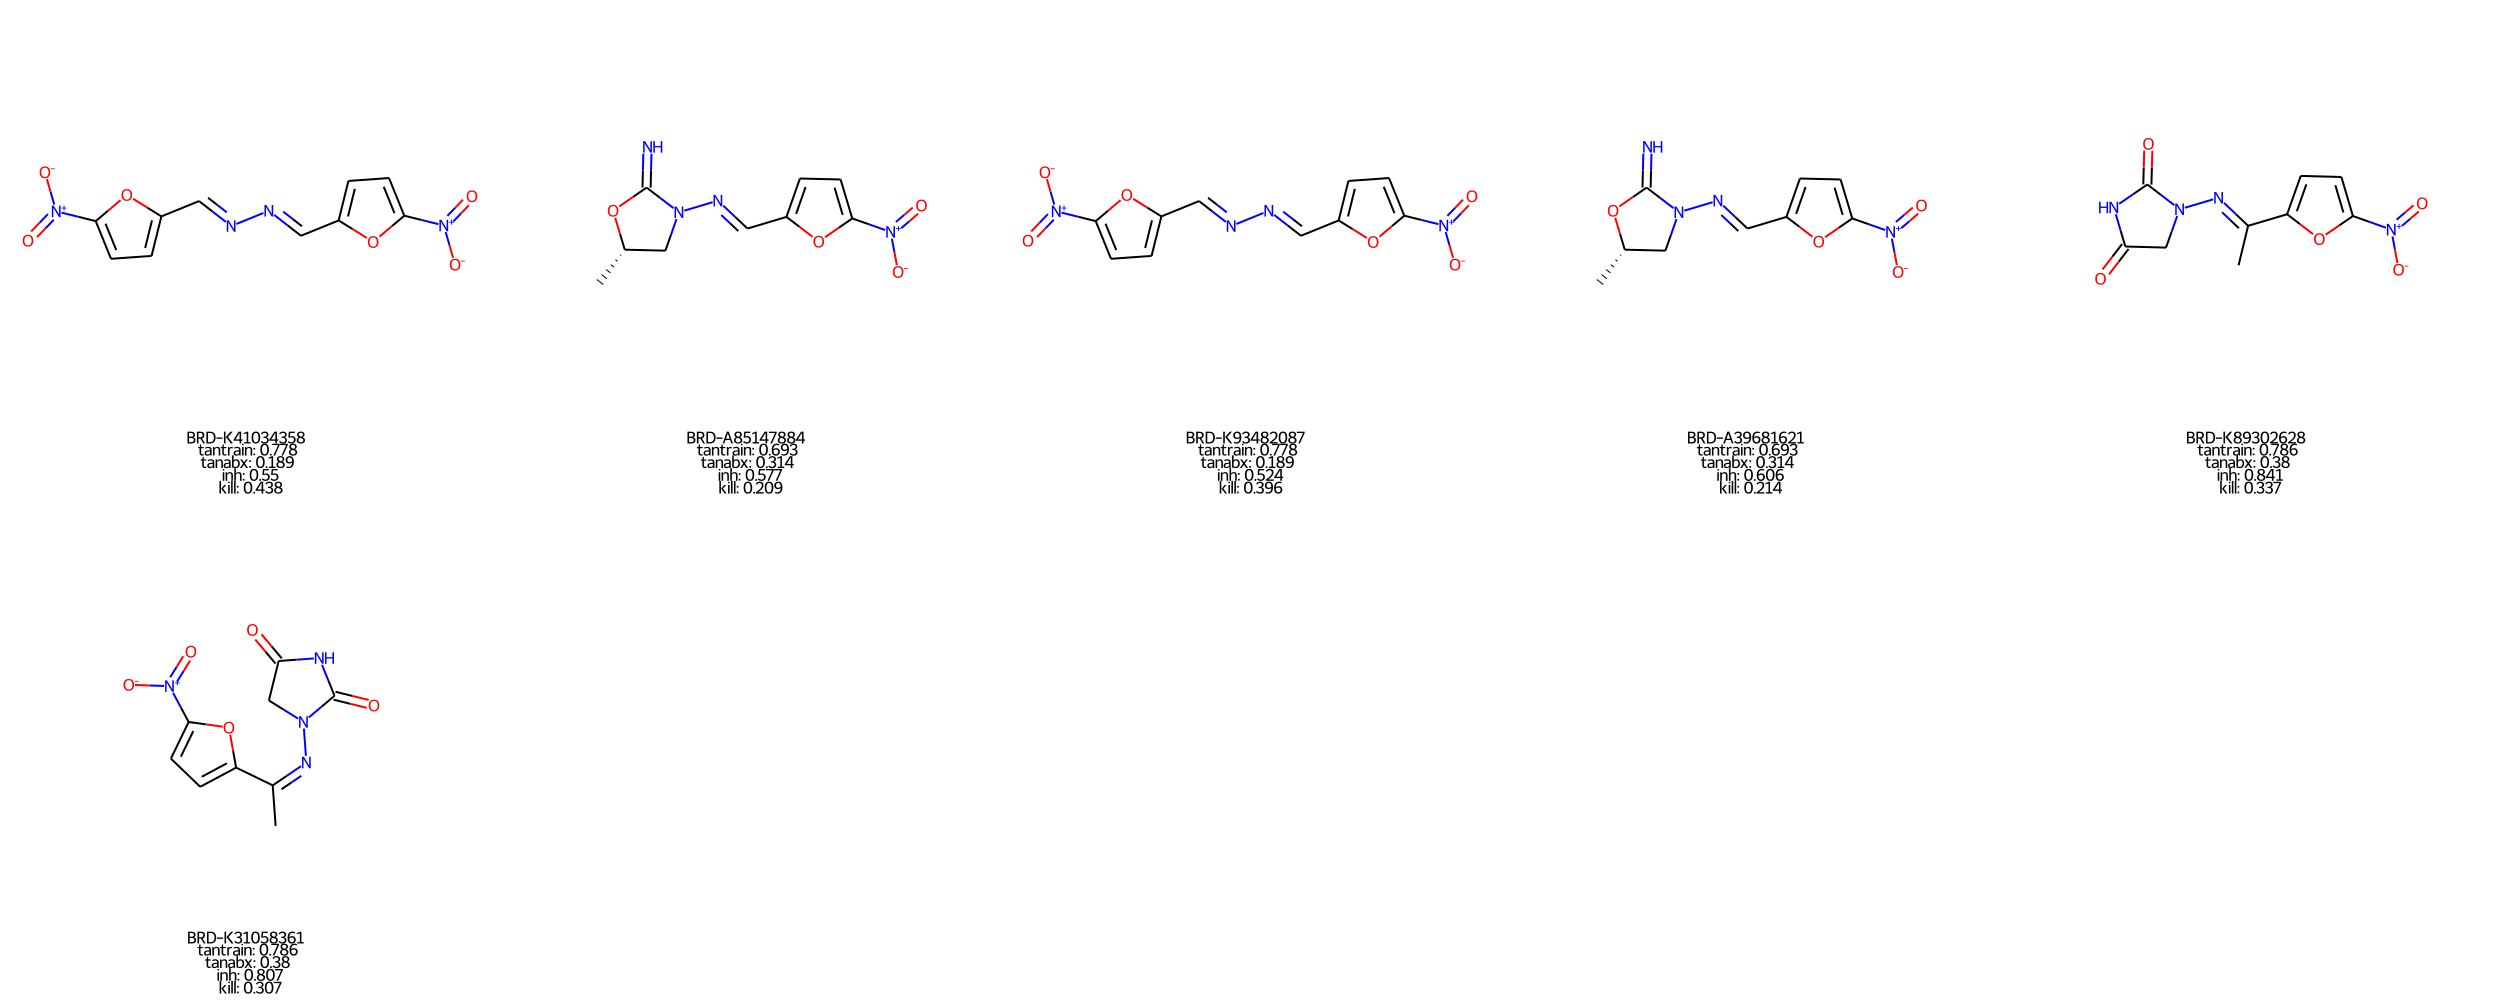 O⁻ N⁺ O O N N O N⁺ O O⁻
NH O N N O N⁺ O O⁻
O⁻ N⁺ O O N N O N⁺ O O⁻
NH O N N O N⁺ O O⁻
O HN O N N O N⁺ O O⁻
BRD-K41034358
tantrain: 0.778
tanabx: 0.189
inh: 0.55
kill: 0.438
BRD-A85147884
tantrain: 0.693
tanabx: 0.314
inh: 0.577
kill: 0.209
BRD-K93482087
tantrain: 0.778
tanabx: 0.189
inh: 0.524
kill: 0.396
BRD-A39681621
tantrain: 0.693
tanabx: 0.314
inh: 0.606
kill: 0.214
BRD-K89302628
tantrain: 0.786
tanabx: 0.38
inh: 0.841
kill: 0.337
O NH O N N O N⁺ O O⁻
BRD-K31058361
tantrain: 0.786
tanabx: 0.38
inh: 0.807
kill: 0.307